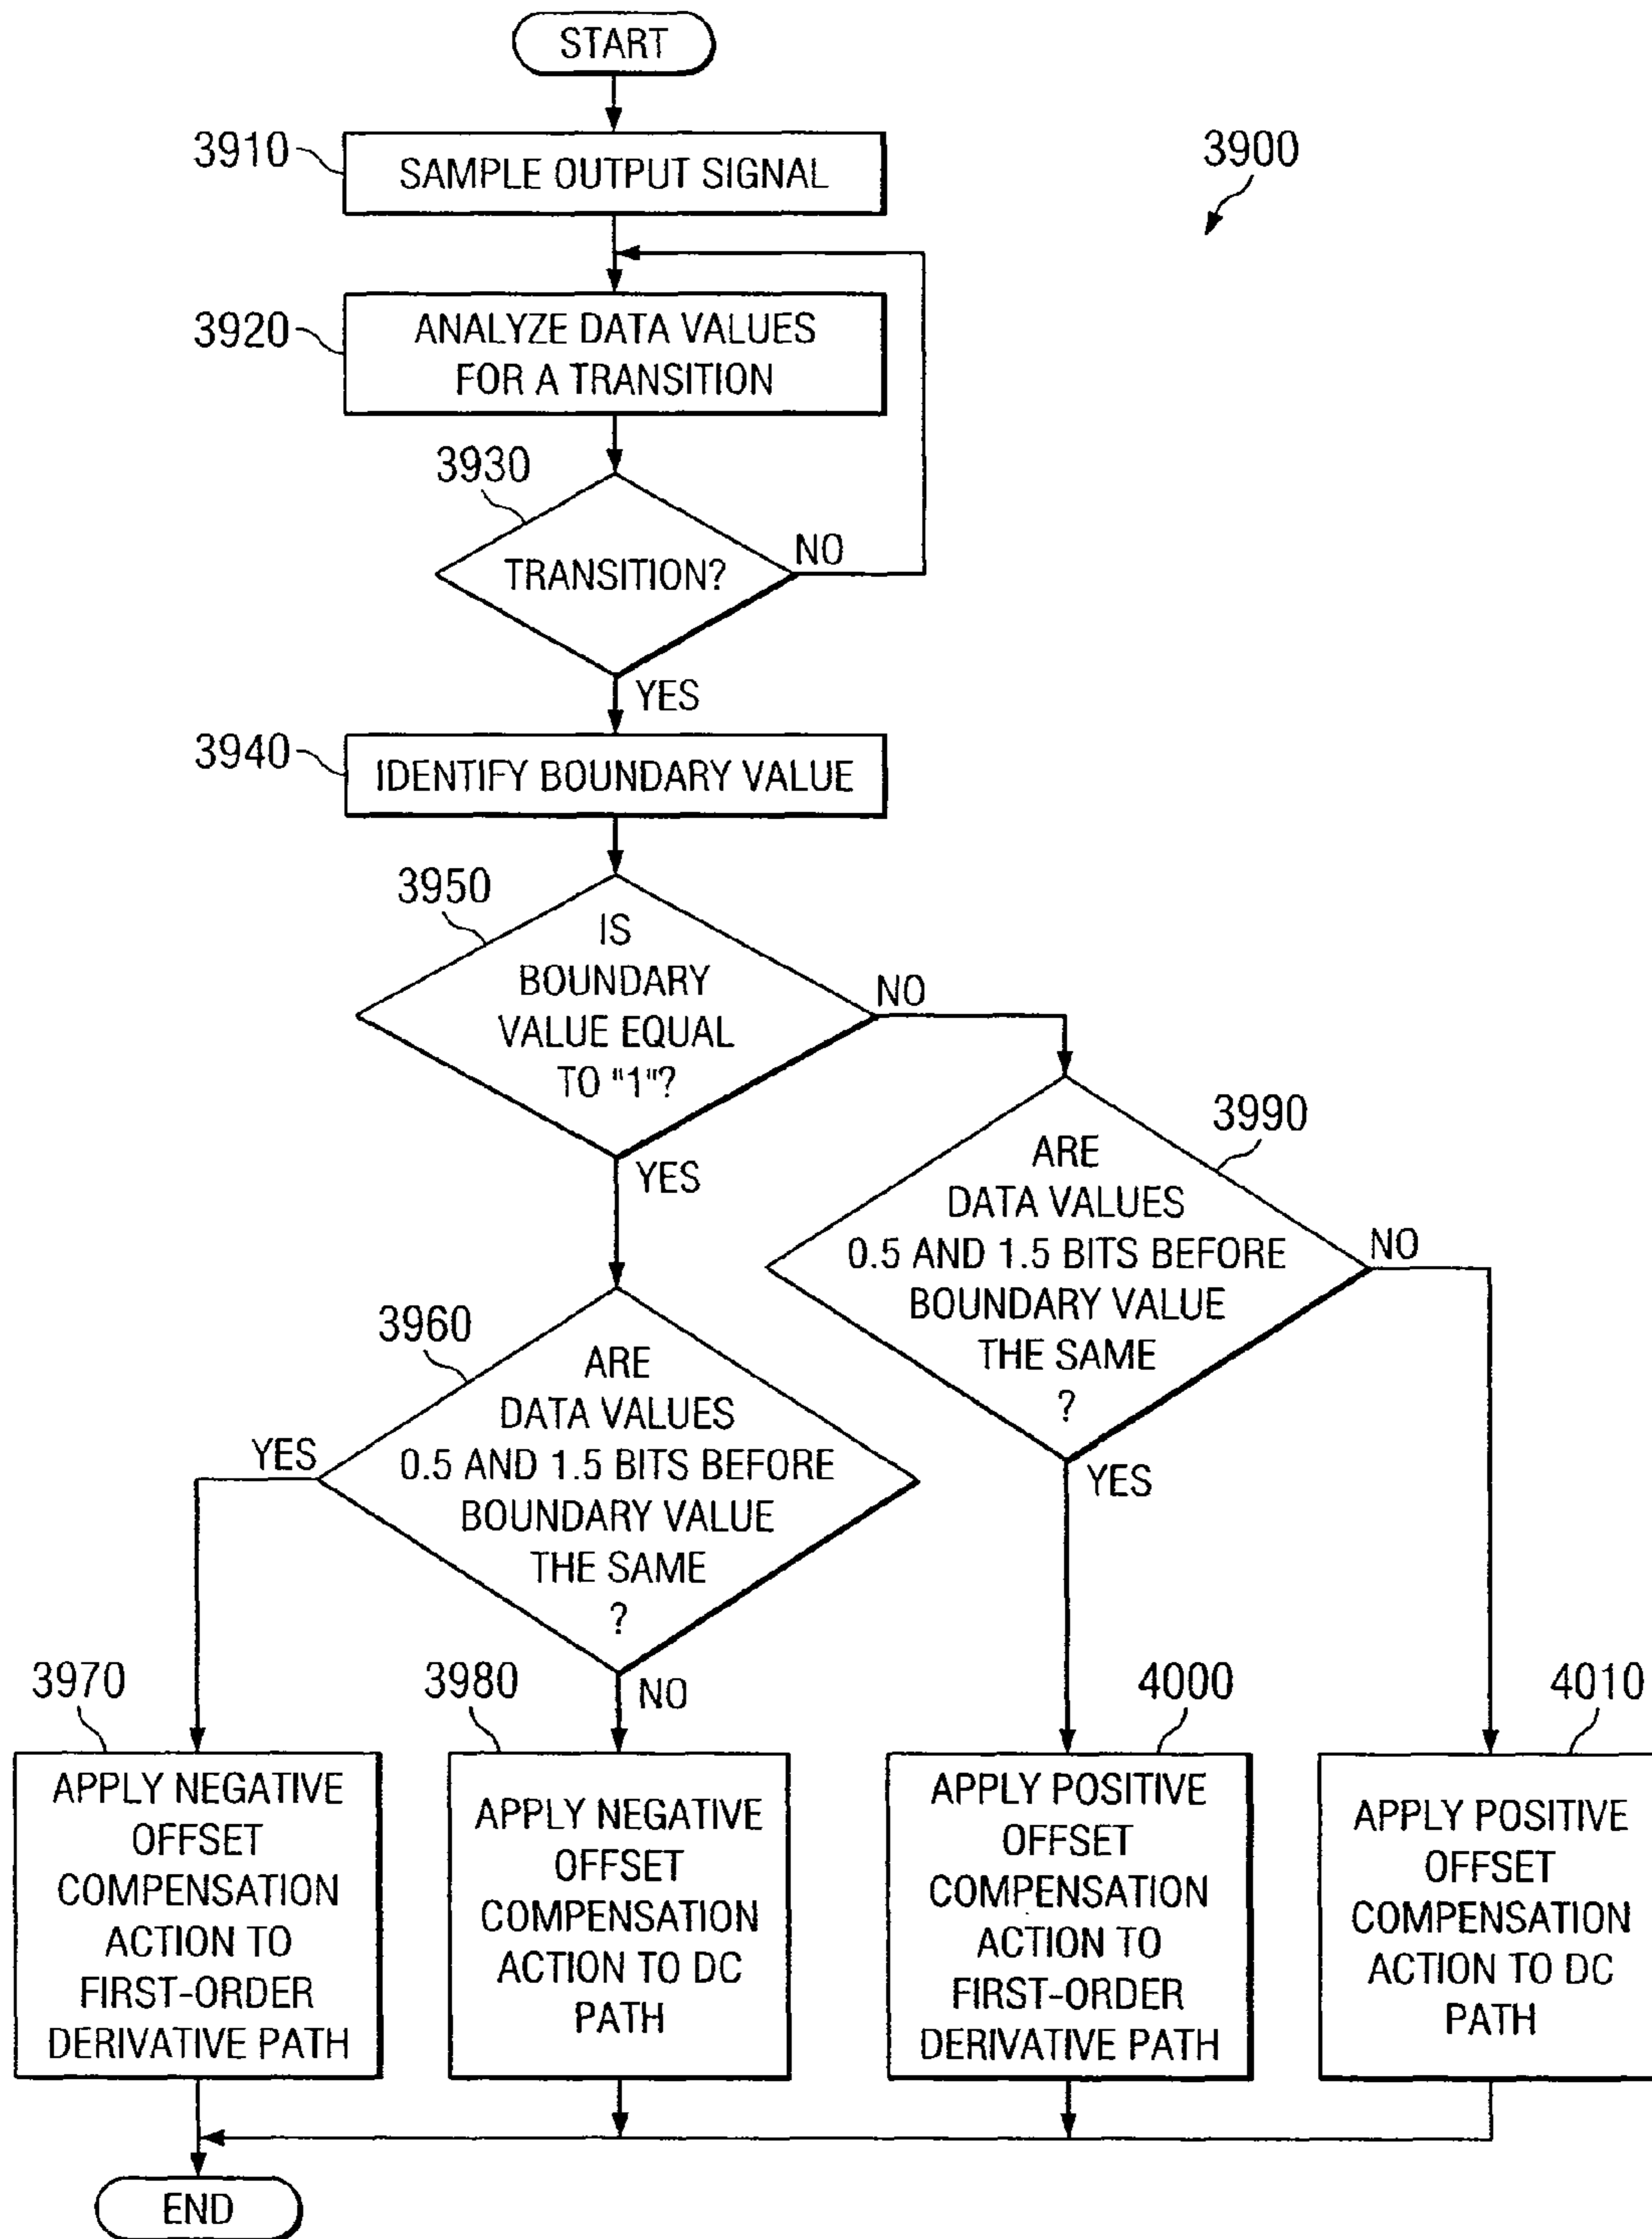 START
3910
SAMPLE OUTPUT SIGNAL
3900
3920
ANALYZE DATA VALUES
FOR A TRANSITION
3930
TRANSITION?
NO
YES
3940
IDENTIFY BOUNDARY VALUE
3950
IS
BOUNDARY
VALUE EQUAL
TO "1"?
NO
YES
3990
ARE
DATA VALUES
0.5 AND 1.5 BITS BEFORE
BOUNDARY VALUE
THE SAME
?
NO
YES
3960
ARE
DATA VALUES
0.5 AND 1.5 BITS BEFORE
BOUNDARY VALUE
THE SAME
?
YES
NO
3970
APPLY NEGATIVE
OFFSET
COMPENSATION
ACTION TO
FIRST-ORDER
DERIVATIVE PATH
3980
APPLY NEGATIVE
OFFSET
COMPENSATION
ACTION TO DC
PATH
4000
APPLY POSITIVE
OFFSET
COMPENSATION
ACTION TO
FIRST-ORDER
DERIVATIVE PATH
4010
APPLY POSITIVE
OFFSET
COMPENSATION
ACTION TO DC
PATH
END